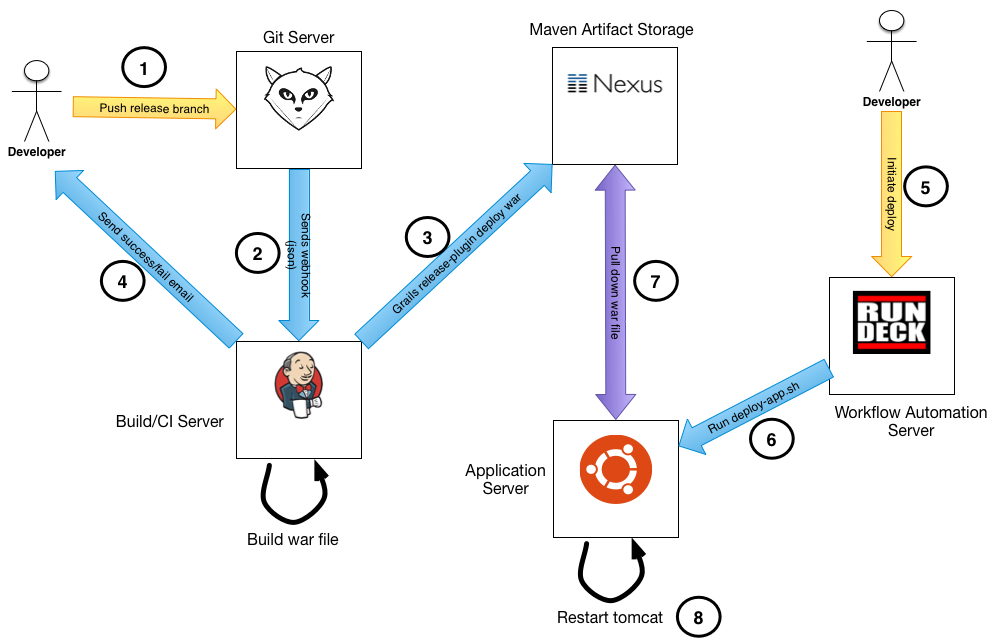 Git Server
Maven Artifact Storage
1
Push release branch
Developer
Nexus
Developer
Initiate deploy
5
Sends webhook
(json)
2
3
Grails release-plugin deploy war
Send success/fail email
4
Pull down war file
7
RUN
DECK
Workflow Automation
Server
Run deploy-app.sh
6
Build/CI Server
Build war file
Application
Server
Restart tomcat
8